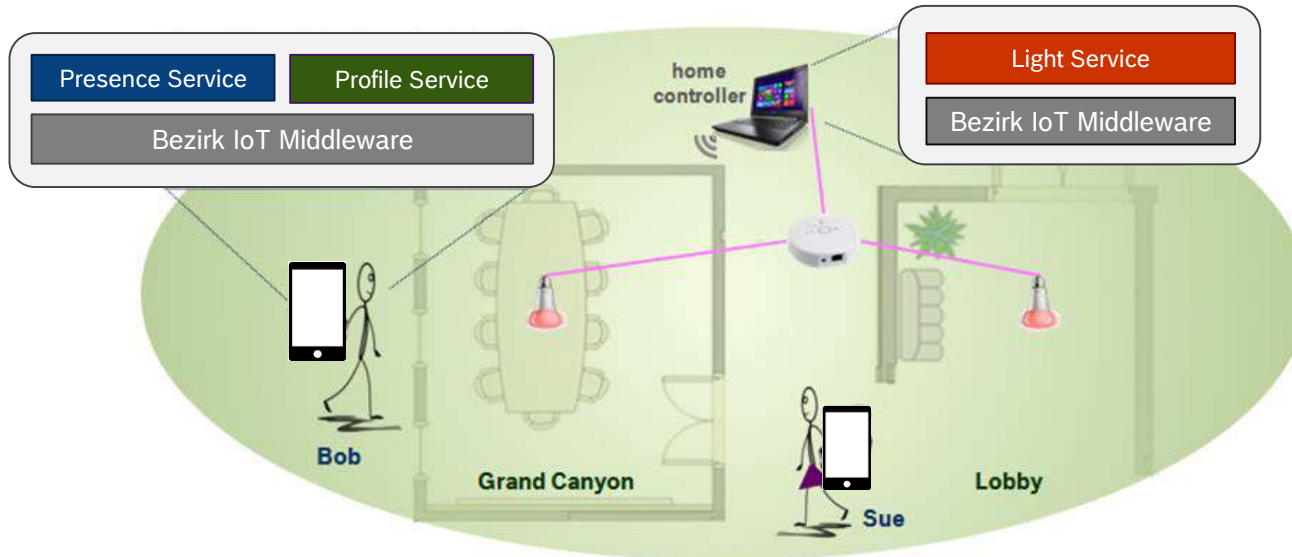 Presence Service
Profile Service
Bezirk IoT Middleware
home
controller
Light Service
Bezirk IoT Middleware
Bob
Grand Canyon
Sue
Lobby